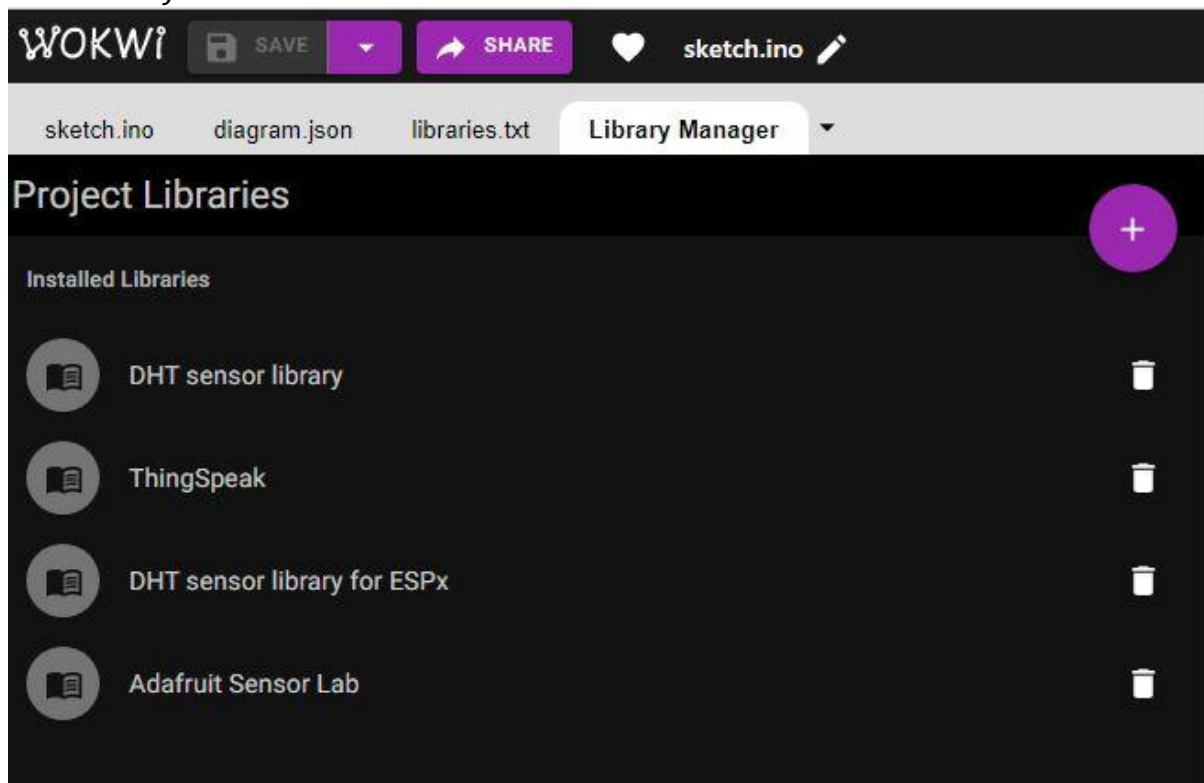 WOKWi SAVE SHARE sketch.ino
sketch.ino diagram.json libraries.txt Library Manager
Project Libraries
+
Installed Libraries
DHT sensor library
ThingSpeak
DHT sensor library for ESPx
Adafruit Sensor Lab